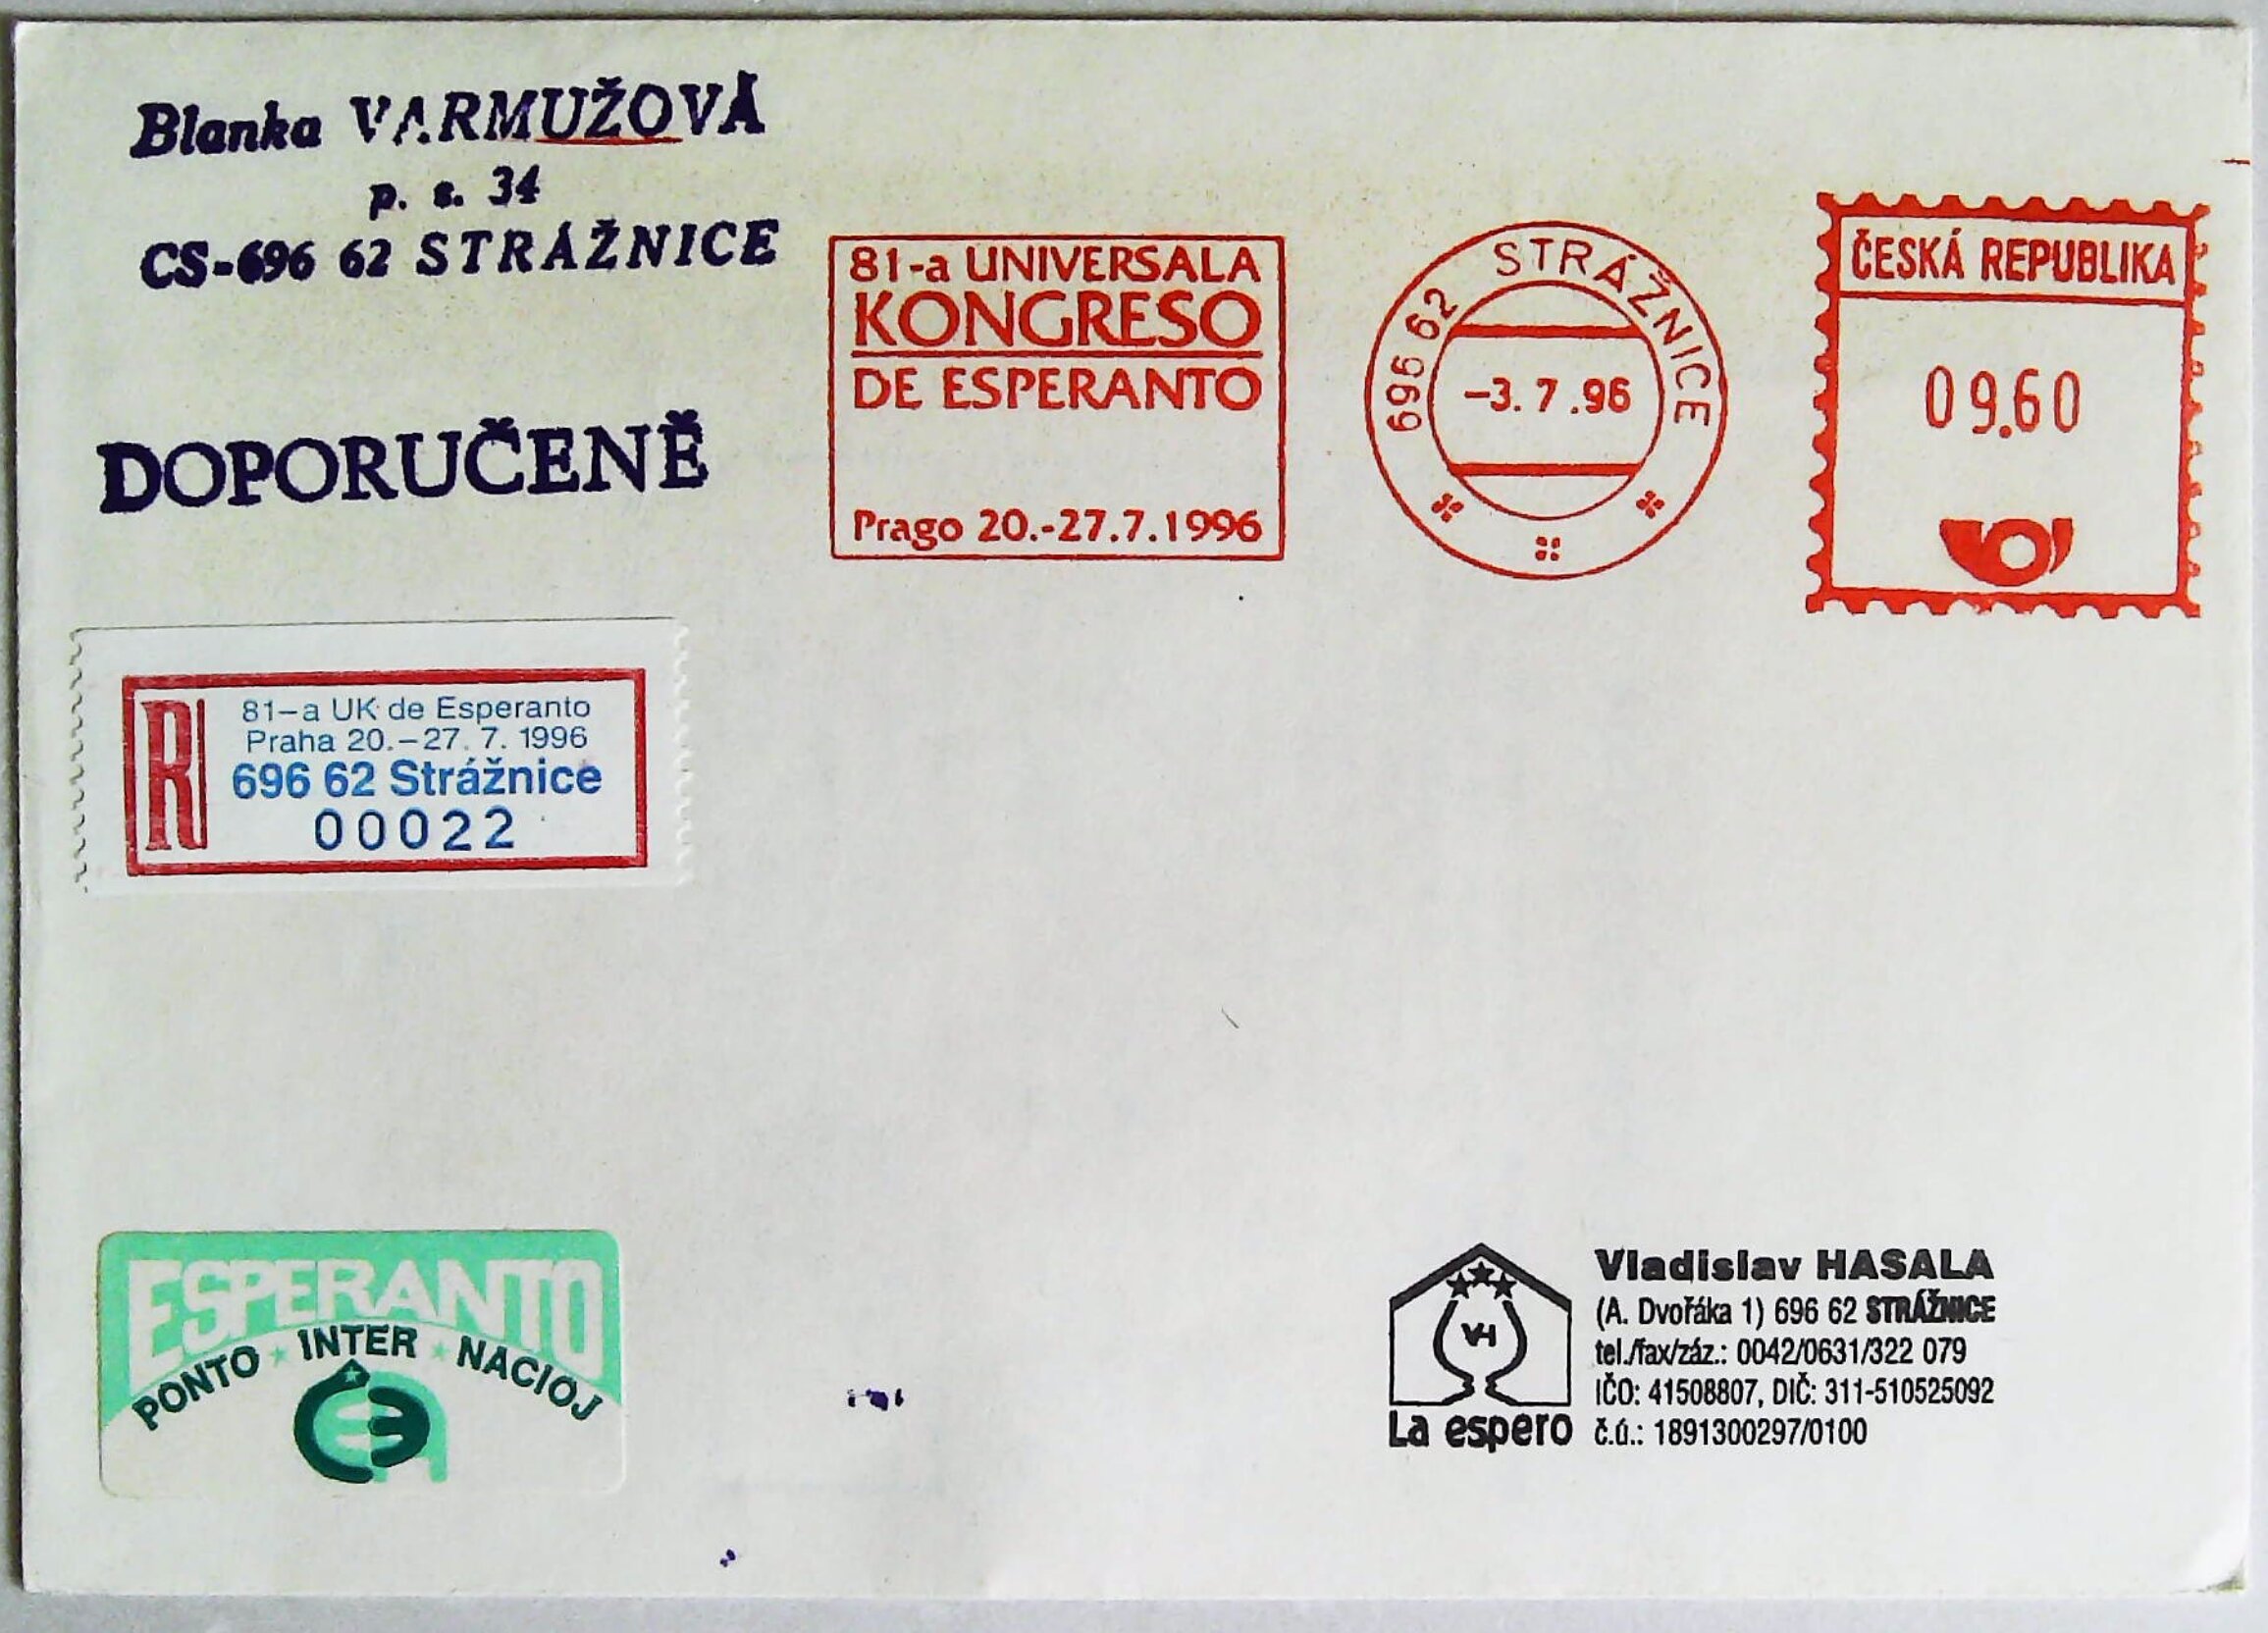 Blanka VARMUŽOVÁ
p. s. 34
CS-696 62 STRÁŽNICE
DOPORUČENĚ
81-a UNIVERSALA
KONGRESO
DE ESPERANTO
Prago 20.-27.7.1996
696 62 STRÁŽNICE
-3. 7 .96
ČESKÁ REPUBLIKA
09.60
R
81-a UK de Esperanto
Praha 20.-27. 7. 1996
696 62 Strážnice
00022
ESPERANTO
PONTO INTER NACIOJ
VH
La espero
Vladislav HASALA
(A. Dvořáka 1) 696 62 STRÁŽNICE
tel./fax/záz.: 0042/0631/322 079
IČO: 41508807, DIČ: 311-510525092
č.ú.: 1891300297/0100